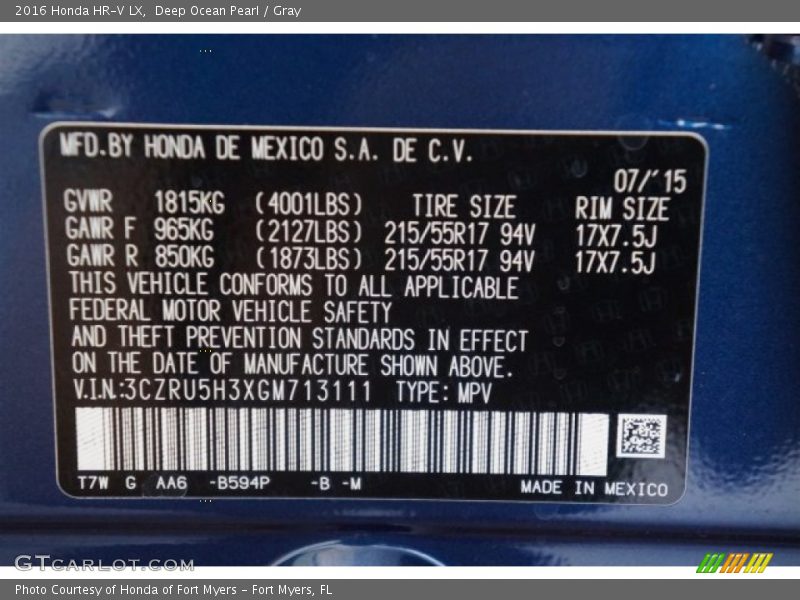 2016 Honda HR-V LX, Deep Ocean Pearl / Gray
MFD.BY HONDA DE MEXICO S.A. DE C.V.
07/'15
GVWR 1815KG (4001LBS) TIRE SIZE RIM SIZE
GAWR F 965KG (2127LBS) 215/55R17 94V 17X7.5J
GAWR R 850KG (1873LBS) 215/55R17 94V 17X7.5J
THIS VEHICLE CONFORMS TO ALL APPLICABLE
FEDERAL MOTOR VEHICLE SAFETY
AND THEFT PREVENTION STANDARDS IN EFFECT
ON THE DATE OF MANUFACTURE SHOWN ABOVE.
V.I.N.:3CZRU5H3XGM713111 TYPE: MPV
T7W G AA6 -B594P -B -M MADE IN MEXICO
GTCARLOT.COM
Photo Courtesy of Honda of Fort Myers - Fort Myers, FL